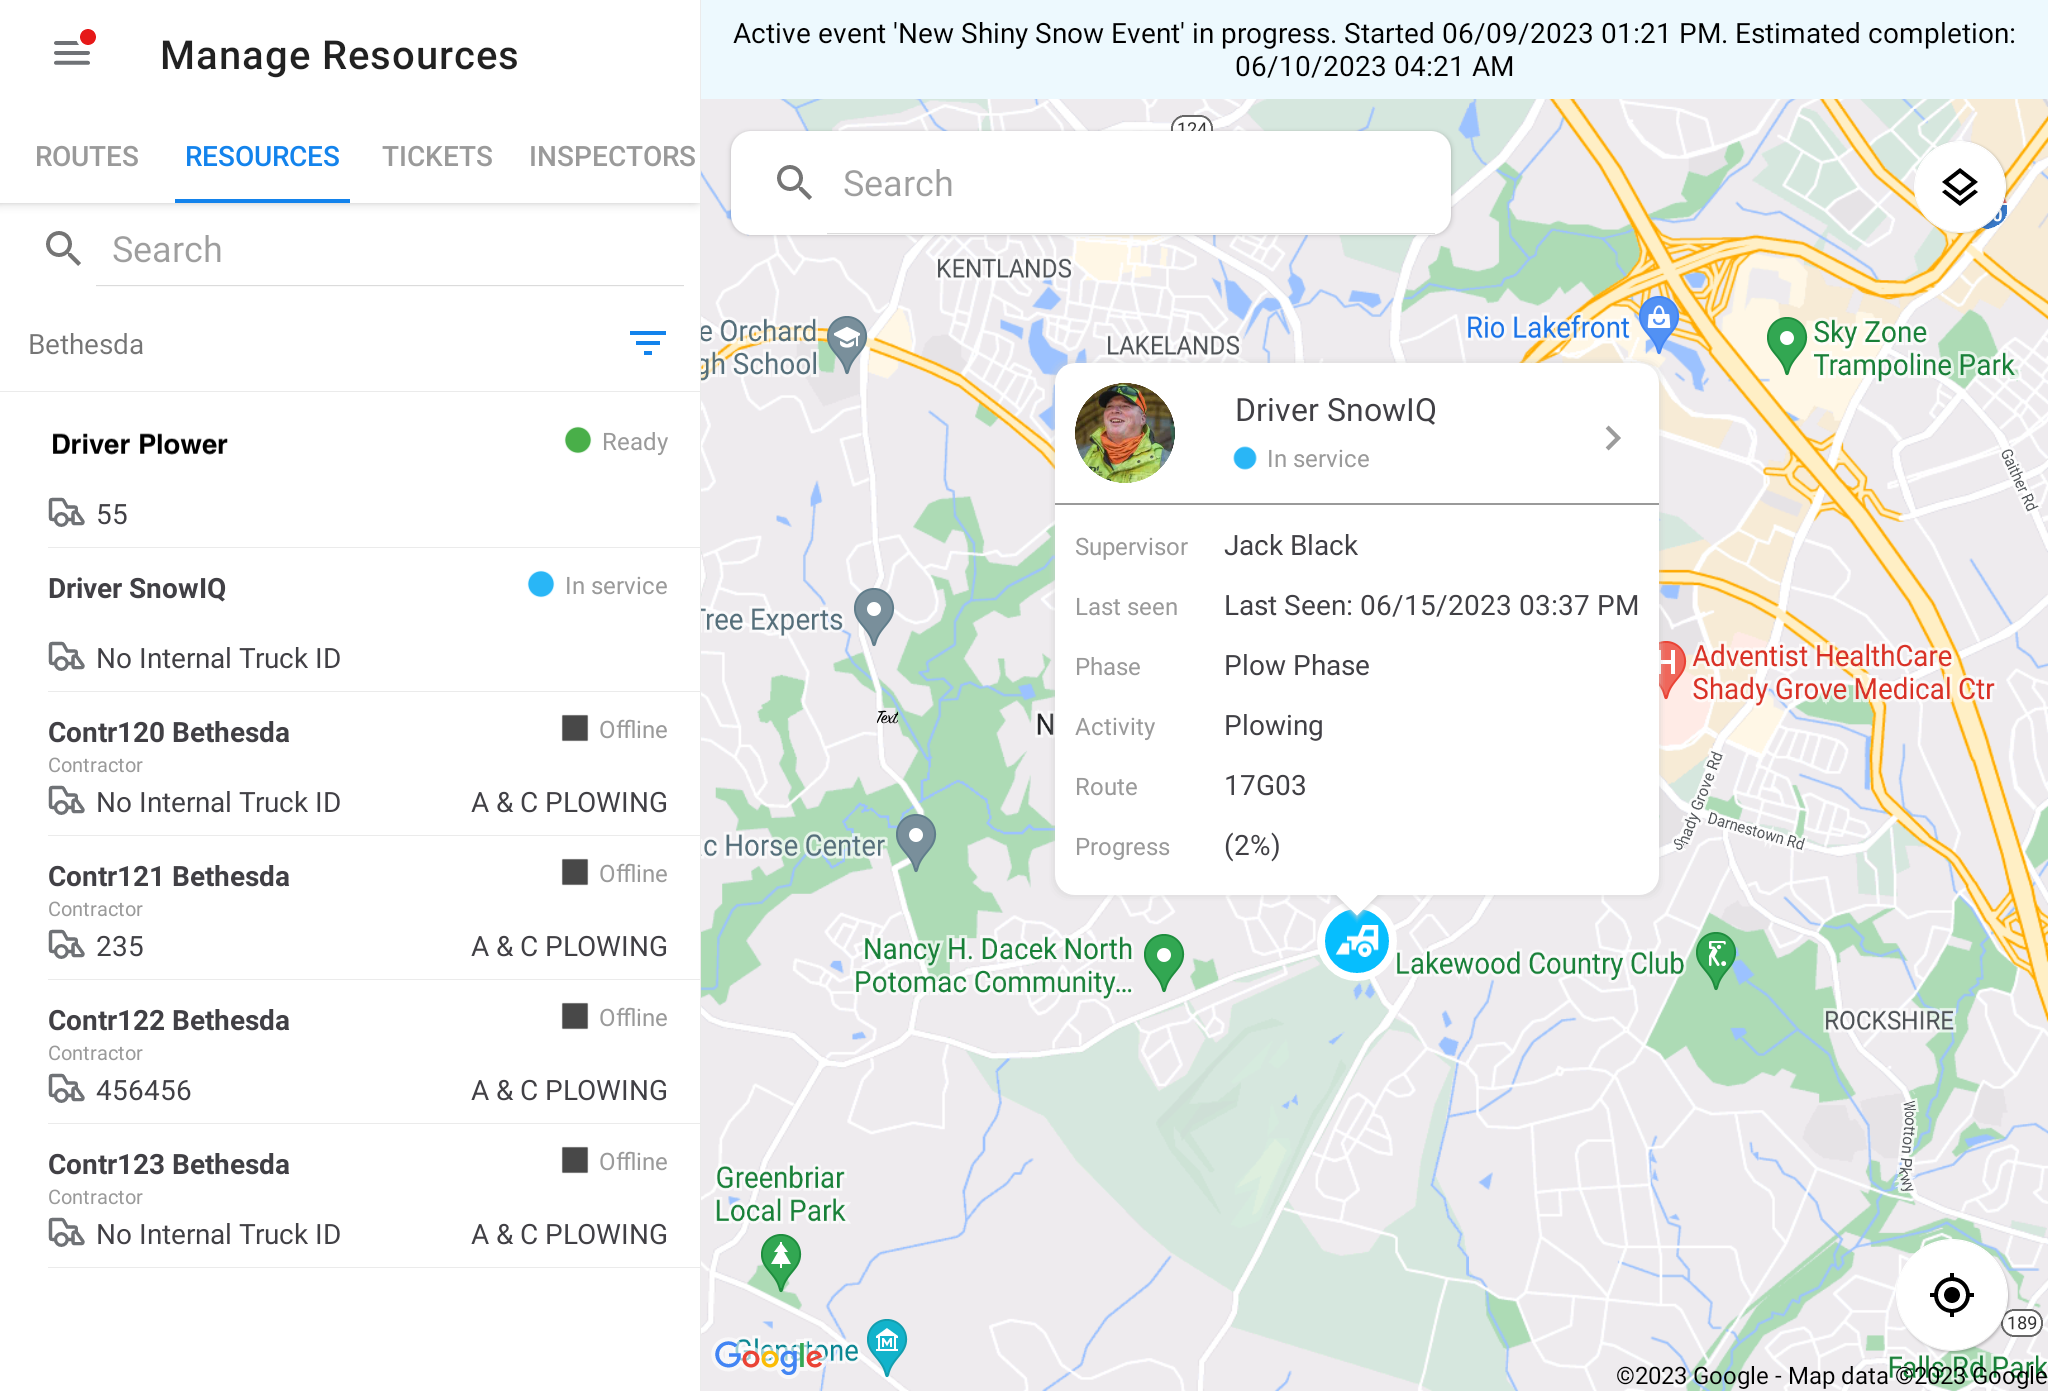 Manage Resources
ROUTES
RESOURCES
TICKETS
INSPECTORS
Search
Bethesda
Driver Plower
Ready
55
Driver SnowIQ
In service
No Internal Truck ID
Contr120 Bethesda
Offline
Contractor
No Internal Truck ID
A & C PLOWING
Contr121 Bethesda
Offline
Contractor
235
A & C PLOWING
Contr122 Bethesda
Offline
Contractor
456456
A & C PLOWING
Contr123 Bethesda
Offline
Contractor
No Internal Truck ID
A & C PLOWING
Active event 'New Shiny Snow Event' in progress. Started 06/09/2023 01:21 PM. Estimated completion:
06/10/2023 04:21 AM
124
Search
KENTLANDS
LAKELANDS
e Orchard
gh School
Rio Lakefront
Sky Zone
Trampoline Park
Gaither Rd
Driver SnowIQ
In service
Supervisor
Jack Black
Last seen
Last Seen: 06/15/2023 03:37 PM
Phase
Plow Phase
Activity
Plowing
Route
17G03
Progress
(2%)
Tree Experts
Text
N
Adventist HealthCare
Shady Grove Medical Ctr
Shady Grove Rd
Darnestown Rd
c Horse Center
Nancy H. Dacek North
Potomac Community...
Lakewood Country Club
ROCKSHIRE
Wootton Pkwy
Greenbriar
Local Park
Glenstone
Google
189
Falls Rd Park
©2023 Google - Map data ©2023 Google